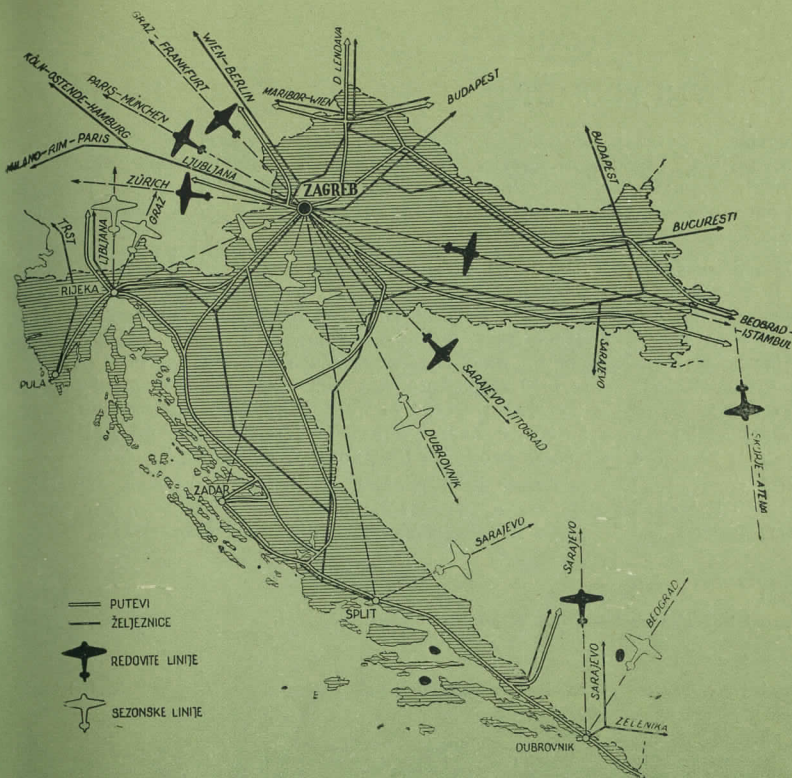 GRAZ-FRANKFURT
WIEN-BERLIN
D LENDAVA
KÖLN-OSTENDE-HAMBURG
PARIS-MÜNCHEN
MARIBOR-WIEN
BUDAPEST
MILANO-RIM-PARIS
LJUBLJANA
ZÜRICH
ZAGREB
BUDAPEST
TRST
LJUBLJANA
GRAZ
BUCURESTI
RIJEKA
BEOGRAD-
ISTAMBUL
SARAJEVO
PULA
SARAJEVO-TITOGRAD
DUBROVNIK
SKOPJE-ATENA
ZADAR
SARAJEVO
SARAJEVO
SPLIT
BEOGRAD
SARAJEVO
ZELENIKA
DUBROVNIK
PUTEVI
ŽELJEZNICE
REDOVITE LINIJE
SEZONSKE LINIJE